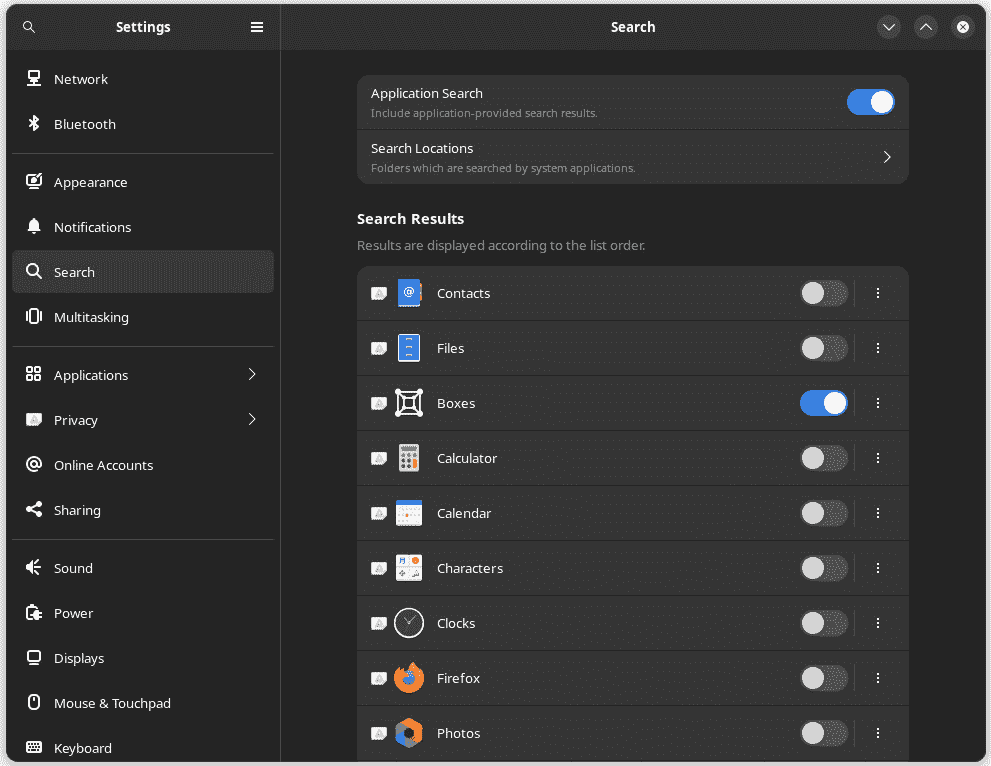 Settings
Search
Network
Bluetooth
Appearance
Notifications
Search
Multitasking
Applications
Privacy
Online Accounts
Sharing
Sound
Power
Displays
Mouse & Touchpad
Keyboard
Application Search
Include application-provided search results.
Search Locations
Folders which are searched by system applications.
Search Results
Results are displayed according to the list order.
Contacts
Files
Boxes
Calculator
Calendar
Characters
Clocks
Firefox
Photos